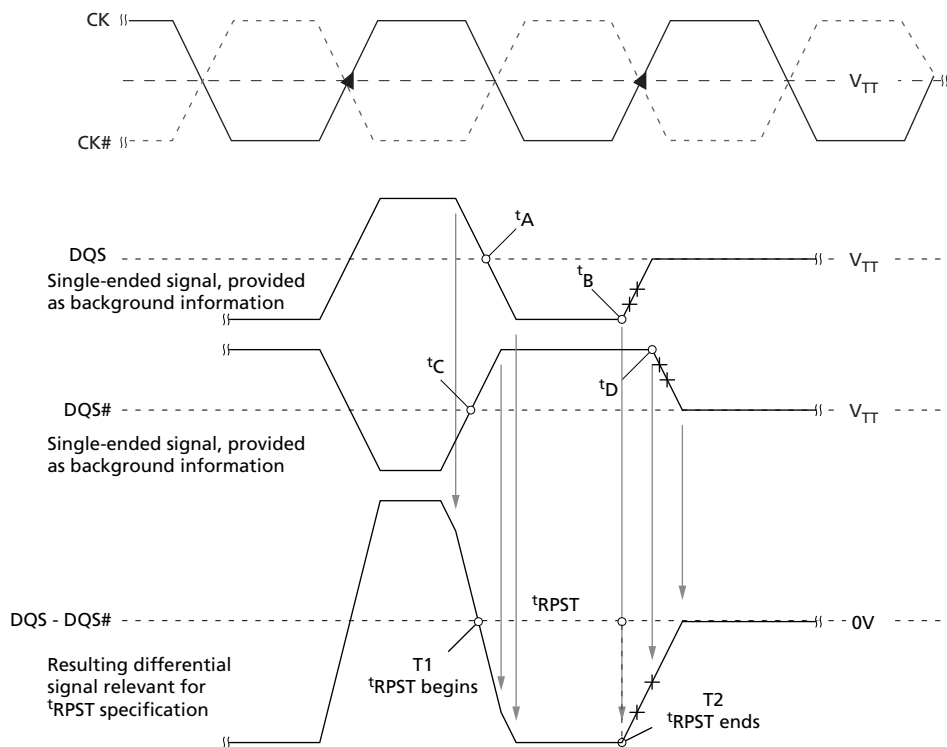 CK
V_TT
CK#
tA
DQS
V_TT
Single-ended signal, provided
as background information
tB
tC
tD
DQS#
V_TT
Single-ended signal, provided
as background information
tRPST
DQS - DQS#
0V
Resulting differential
signal relevant for
tRPST specification
T1
tRPST begins
T2
tRPST ends